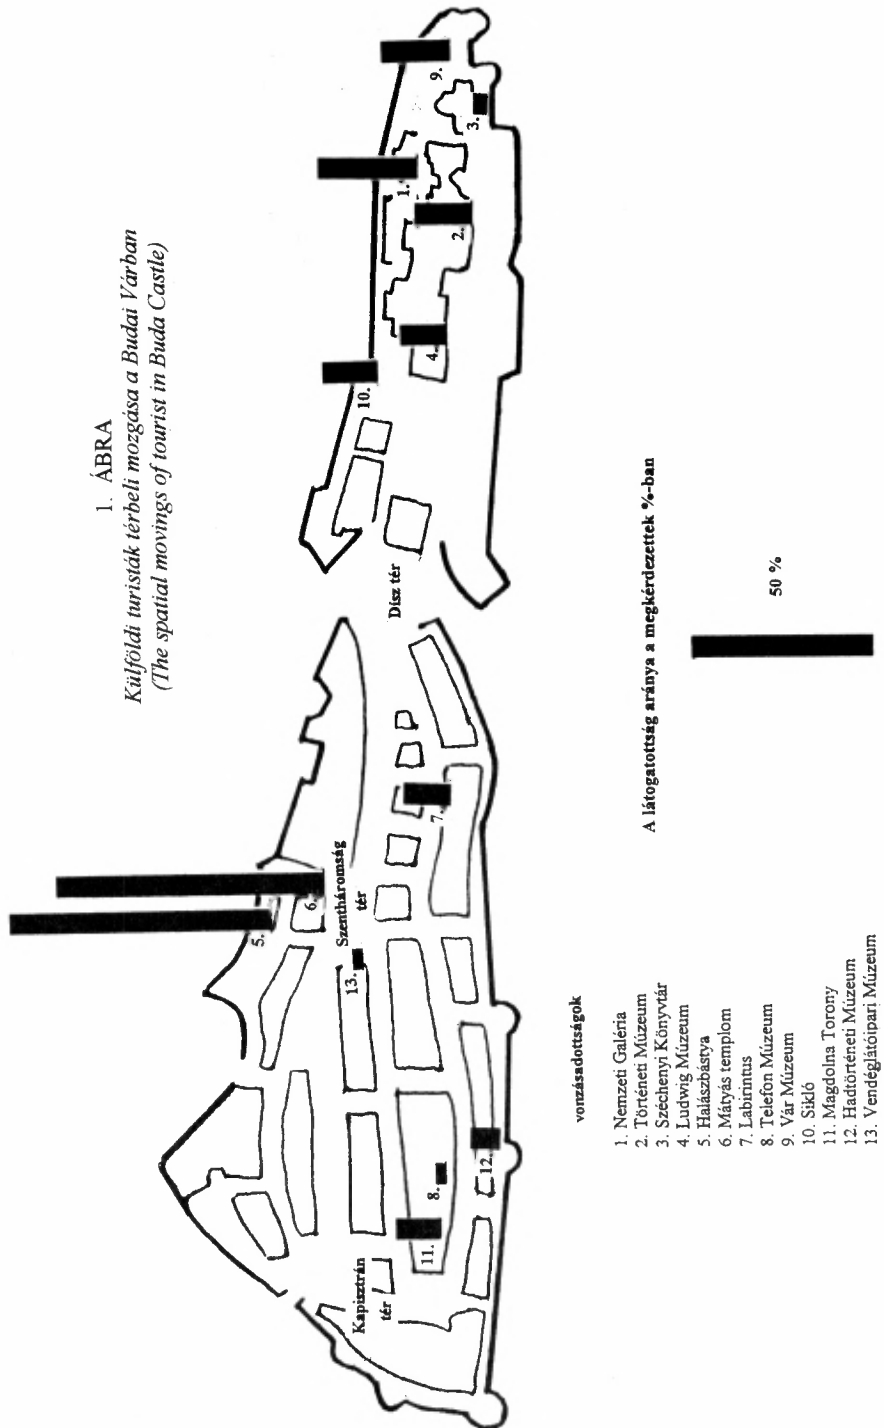 1. ÁBRA
Külföldi turisták térbeli mozgása a Budai Várban
(The spatial movings of tourist in Buda Castle)
5.
6.
Szentháromság
tér
13.
Kapisztrán
tér
11.
8.
12.
7.
Dísz tér
10.
4.
1.
2.
9.
3.
vonzásadottságok
1. Nemzeti Galéria
2. Történeti Múzeum
3. Széchenyi Könyvtár
4. Ludwig Múzeum
5. Halászbástya
6. Mátyás templom
7. Labirintus
8. Telefon Múzeum
9. Vár Múzeum
10. Sikló
11. Magdolna Torony
12. Hadtörténeti Múzeum
13. Vendéglátóipari Múzeum
A látogatottság aránya a megkérdezettek %-ban
50 %